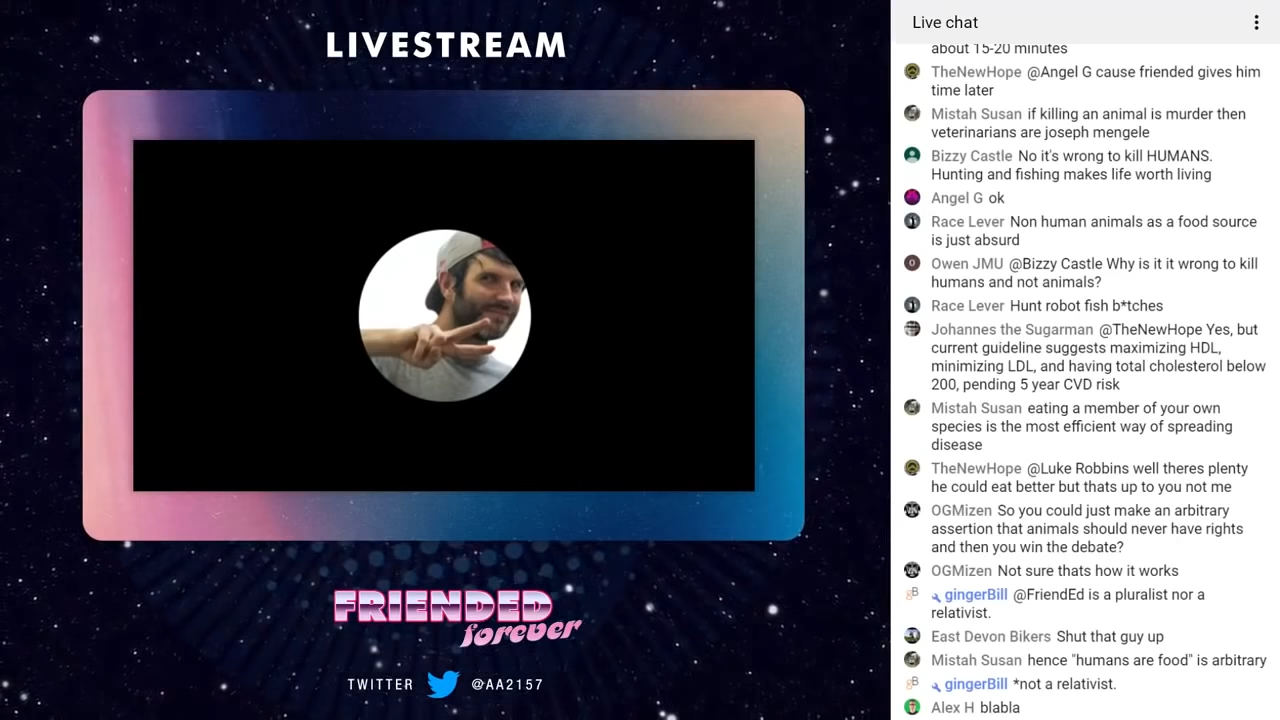 LIVESTREAM
FRIENDED
forever
TWITTER @AA2157
Live chat
about 15-20 minutes
TheNewHope @Angel G cause friended gives him
time later
Mistah Susan if killing an animal is murder then
veterinarians are joseph mengele
Bizzy Castle No it's wrong to kill HUMANS.
Hunting and fishing makes life worth living
Angel G ok
Race Lever Non human animals as a food source
is just absurd
Owen JMU @Bizzy Castle Why is it it wrong to kill
humans and not animals?
Race Lever Hunt robot fish b*tches
Johannes the Sugarman @TheNewHope Yes, but
current guideline suggests maximizing HDL,
minimizing LDL, and having total cholesterol below
200, pending 5 year CVD risk
Mistah Susan eating a member of your own
species is the most efficient way of spreading
disease
TheNewHope @Luke Robbins well theres plenty
he could eat better but thats up to you not me
OGMizen So you could just make an arbitrary
assertion that animals should never have rights
and then you win the debate?
OGMizen Not sure thats how it works
gingerBill @FriendEd is a pluralist nor a
relativist.
East Devon Bikers Shut that guy up
Mistah Susan hence "humans are food" is arbitrary
gingerBill *not a relativist.
Alex H blabla